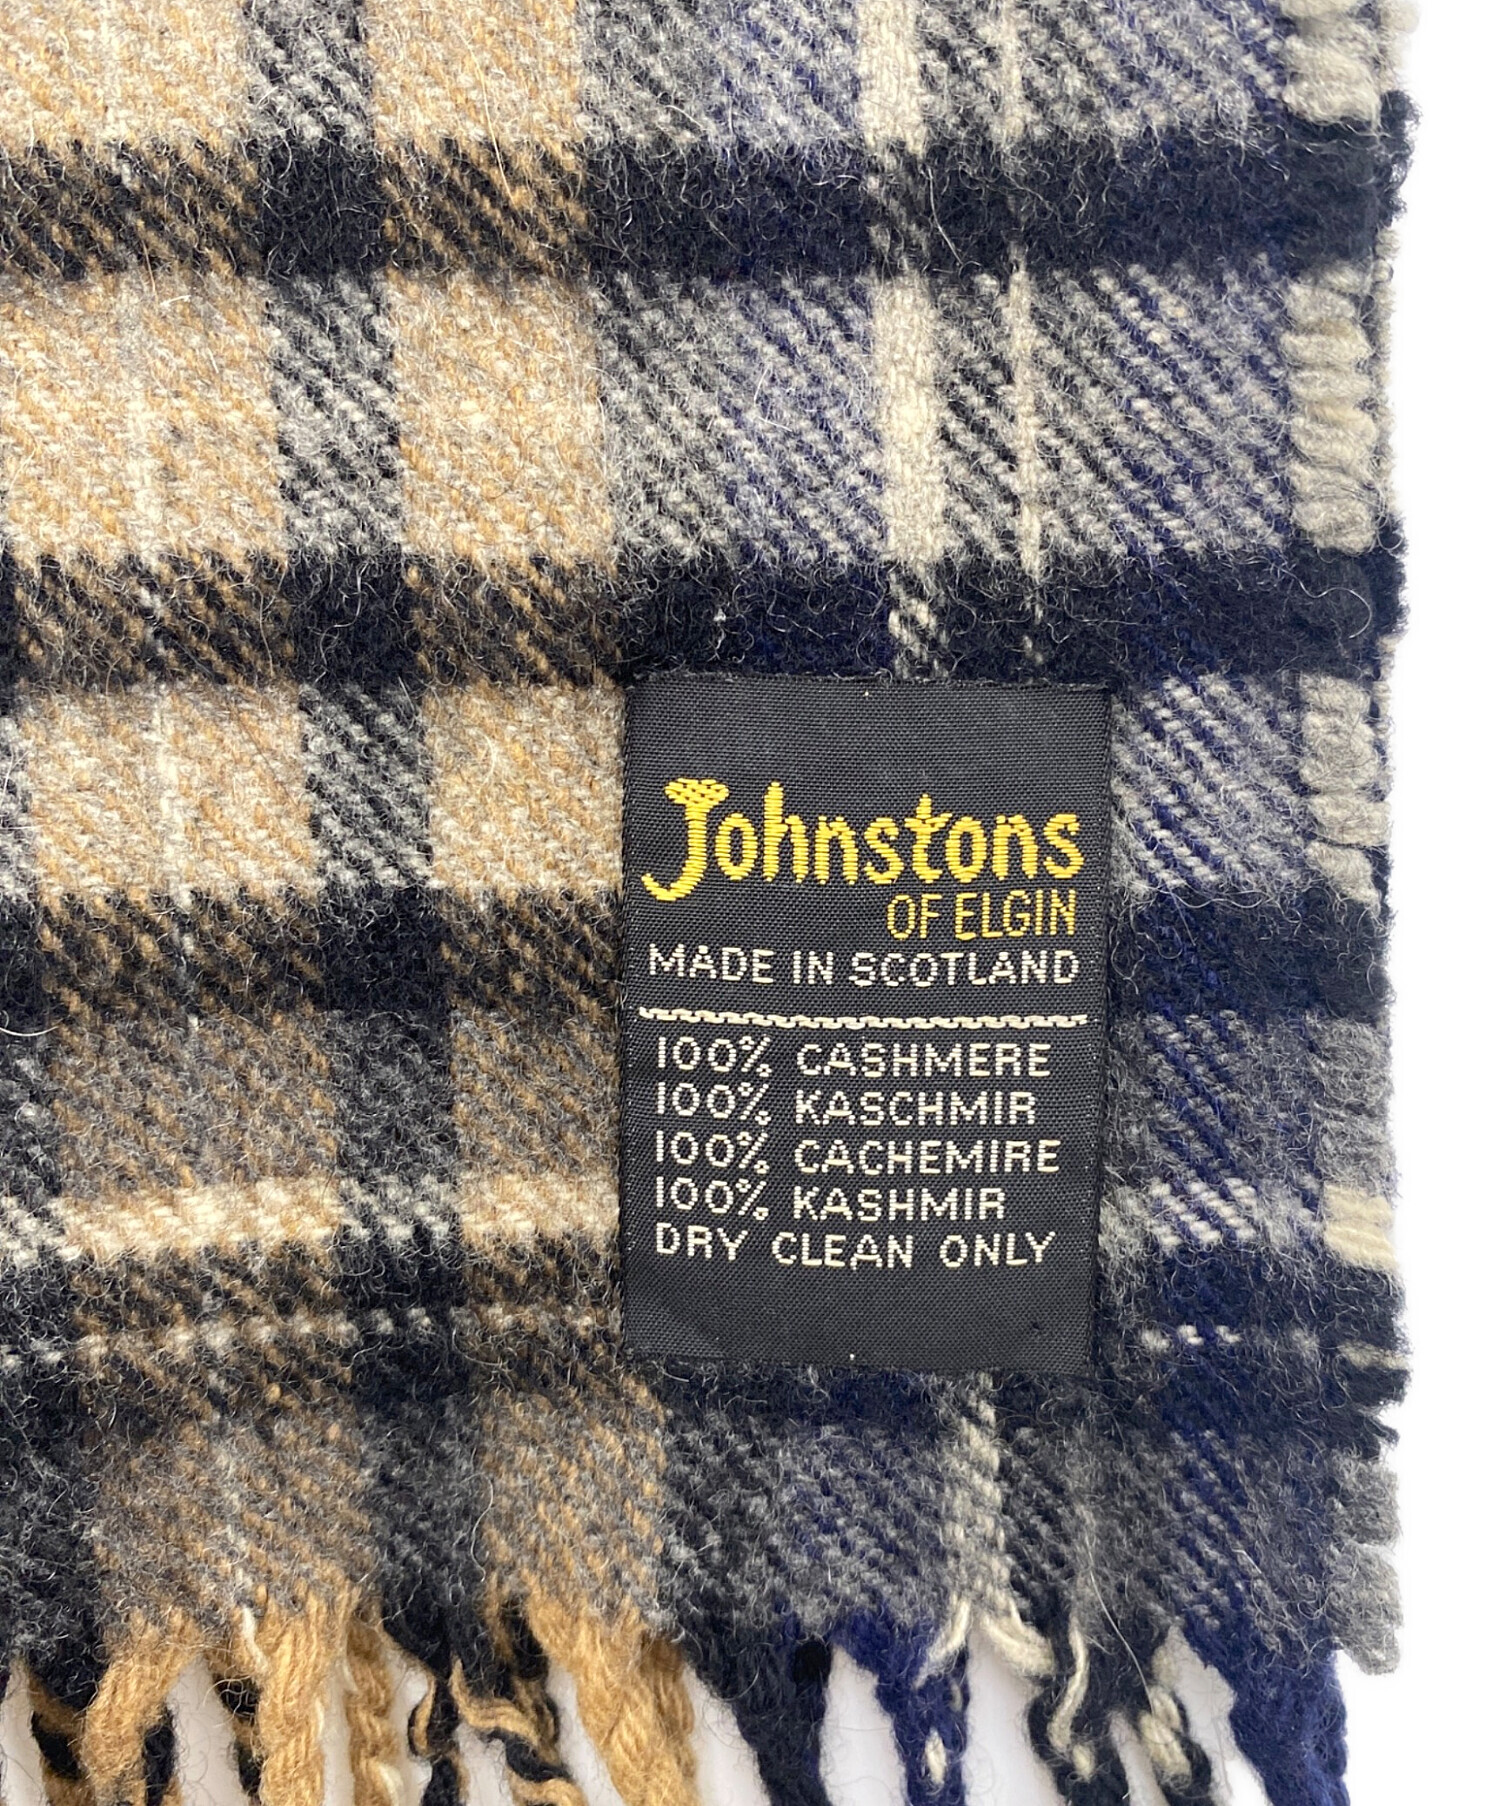 Johnstons
OF ELGIN
MADE IN SCOTLAND
100% CASHMERE
100% KASCHMIR
100% CACHEMIRE
100% KASHMIR
DRY CLEAN ONLY